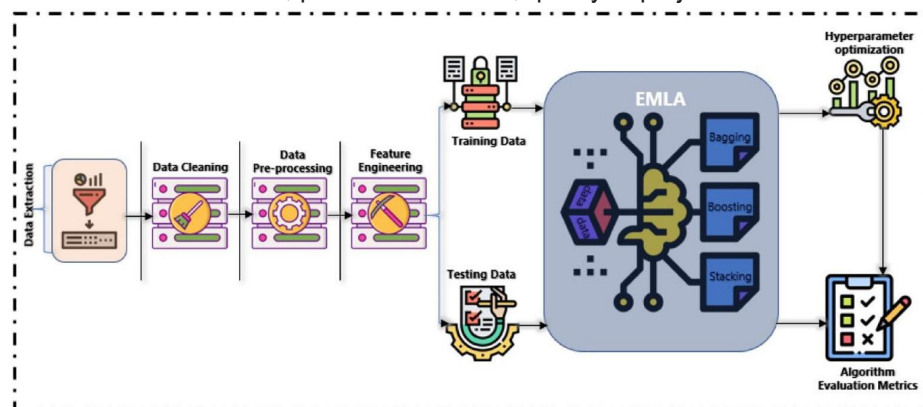 Data Extraction
Data Cleaning
Data
Pre-processing
Feature
Engineering
Training Data
Testing Data
EMLA
data
data
Bagging
Boosting
Stacking
Hyperparameter
optimization
Algorithm
Evaluation Metrics